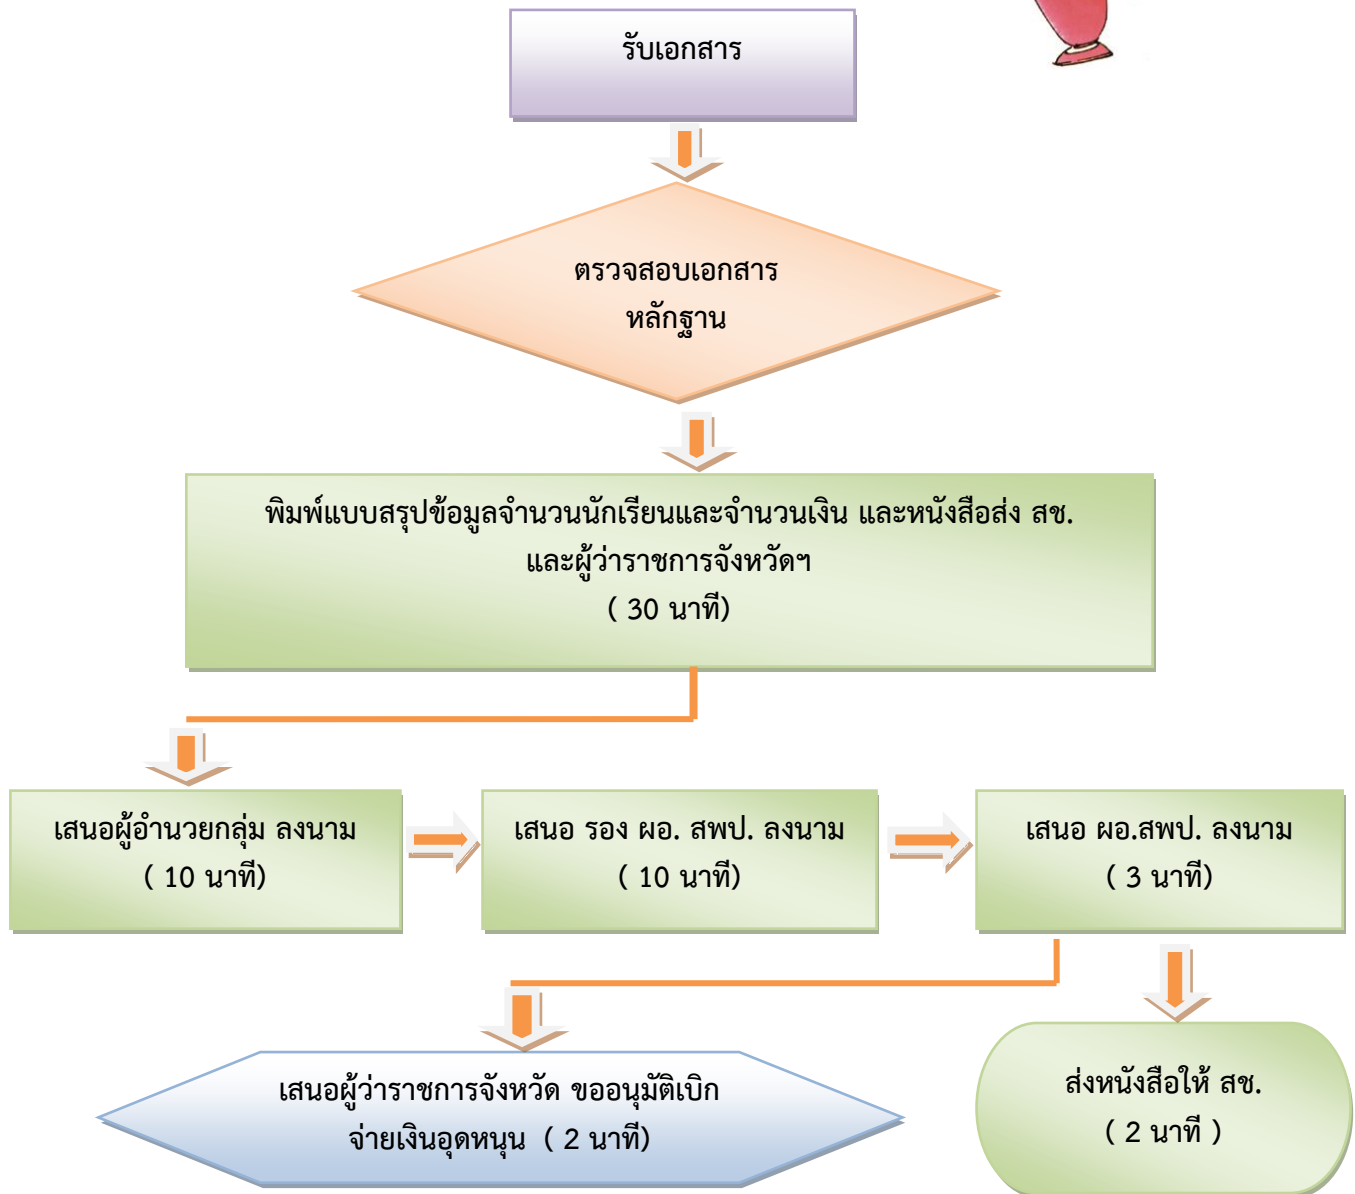 รับเอกสาร
ตรวจสอบเอกสาร
หลักฐาน
พิมพ์แบบสรุปข้อมูลจำนวนนักเรียนและจำนวนเงิน และหนังสือส่ง สช.
และผู้ว่าราชการจังหวัดฯ
( 30 นาที)
เสนอผู้อำนวยกลุ่ม ลงนาม
( 10 นาที)
เสนอ รอง ผอ. สพป. ลงนาม
( 10 นาที)
เสนอ ผอ.สพป. ลงนาม
( 3 นาที)
เสนอผู้ว่าราชการจังหวัด ขออนุมัติเบิก
จ่ายเงินอุดหนุน ( 2 นาที)
ส่งหนังสือให้ สช.
( 2 นาที )